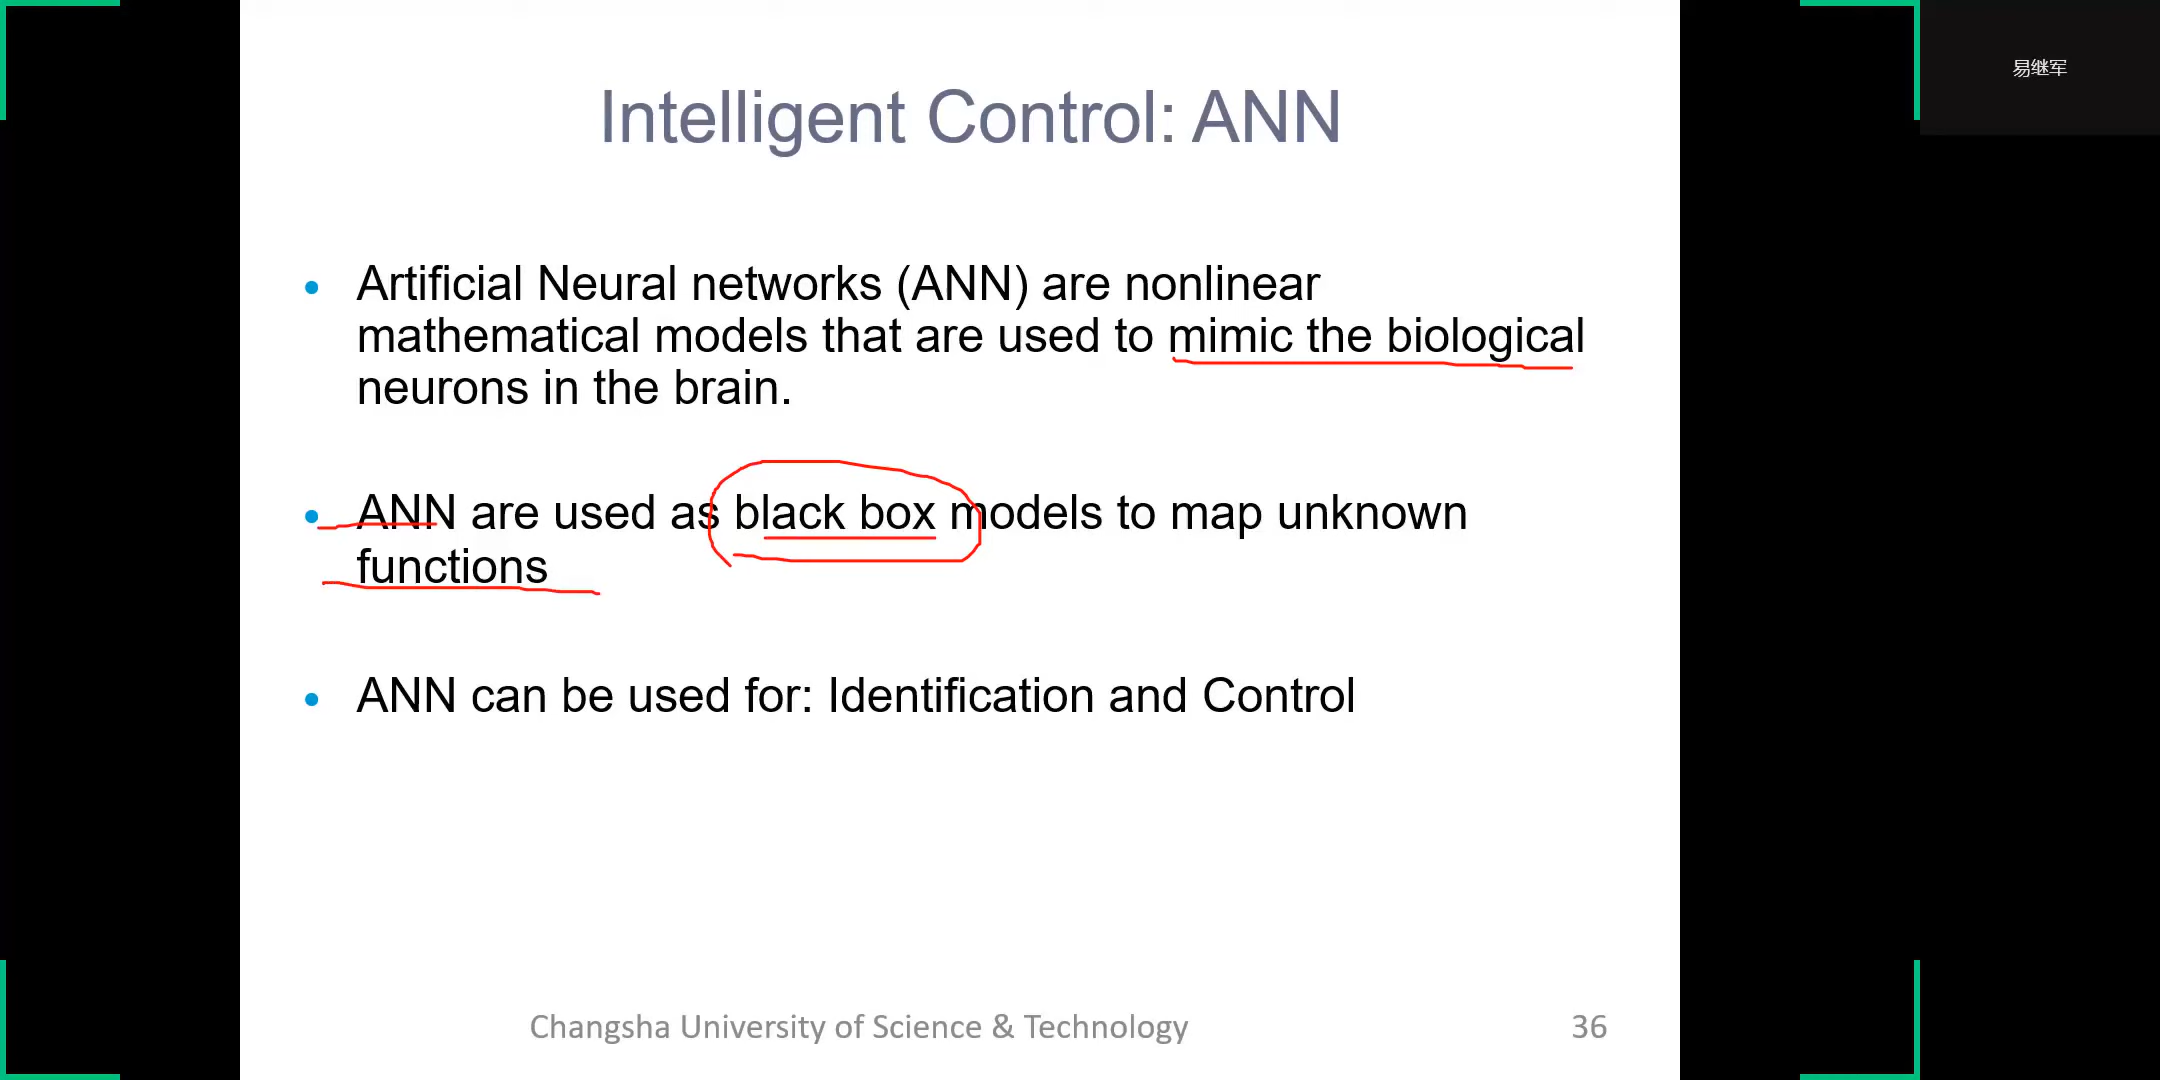 Intelligent Control: ANN
易继军
• Artificial Neural networks (ANN) are nonlinear
mathematical models that are used to mimic the biological
neurons in the brain.
• ANN are used as black box models to map unknown
functions
• ANN can be used for: Identification and Control
Changsha University of Science & Technology
36